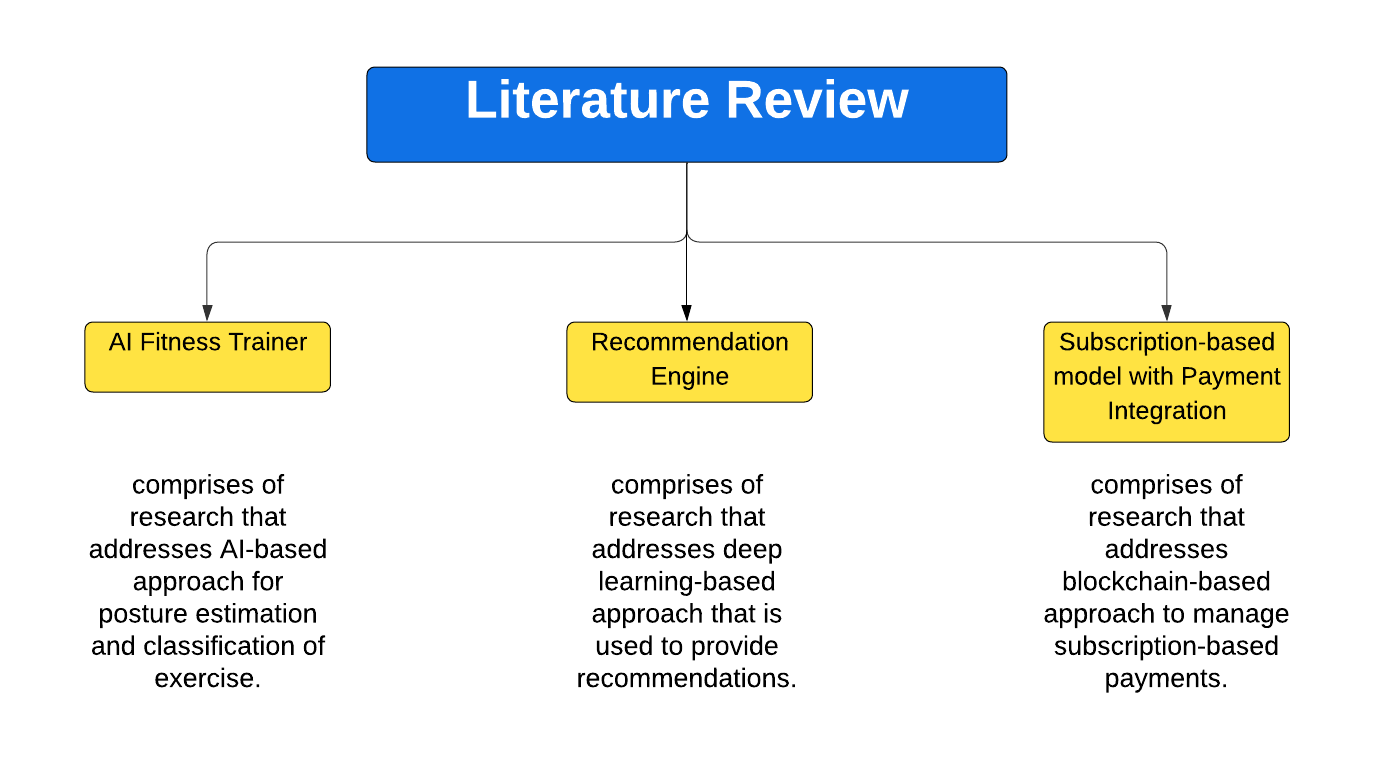 Literature Review
AI Fitness Trainer
comprises of
research that
addresses AI-based
approach for
posture estimation
and classification of
exercise.
Recommendation
Engine
comprises of
research that
addresses deep
learning-based
approach that is
used to provide
recommendations.
Subscription-based
model with Payment
Integration
comprises of
research that
addresses
blockchain-based
approach to manage
subscription-based
payments.